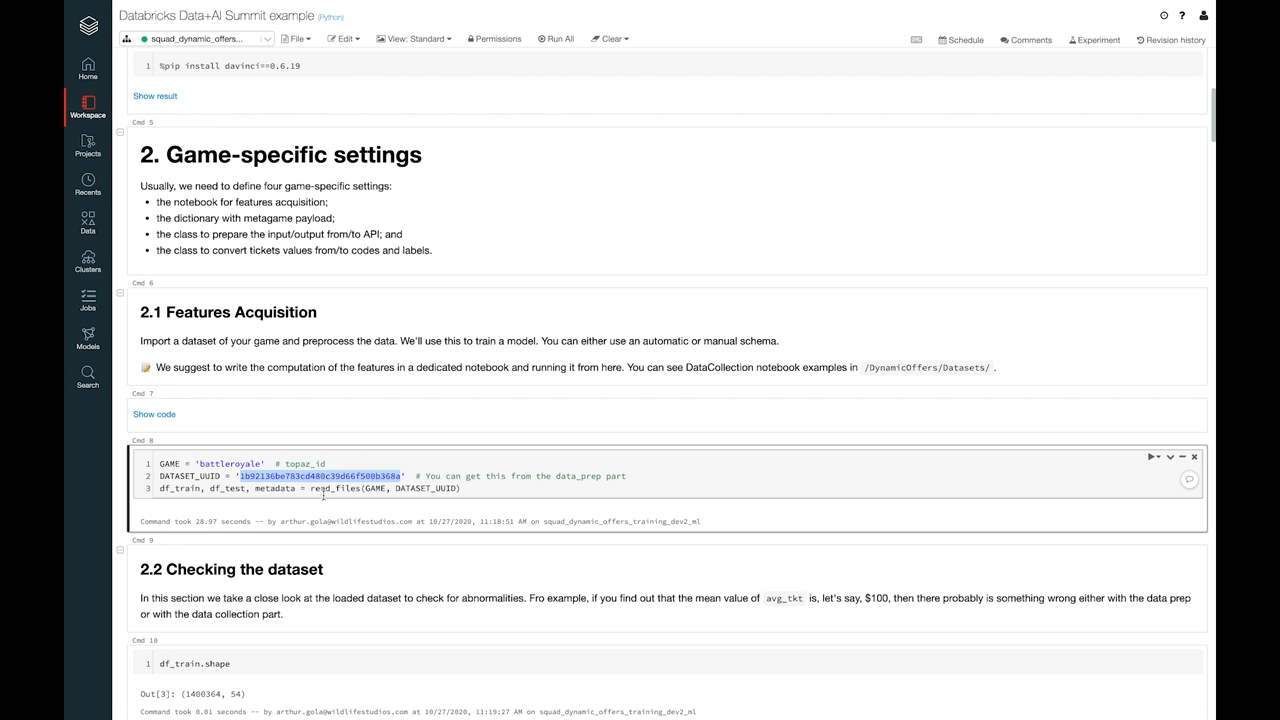 Databricks Data+AI Summit example (Python)
squad_dynamic_offers... File Edit View: Standard Permissions Run All Clear Schedule Comments Experiment Revision history
Home
Workspace
Projects
Recents
Data
Clusters
Jobs
Models
Search
1 %pip install davinci==0.6.19
Show result
Cmd 5
2. Game-specific settings
Usually, we need to define four game-specific settings:
• the notebook for features acquisition;
• the dictionary with metagame payload;
• the class to prepare the input/output from/to API; and
• the class to convert tickets values from/to codes and labels.
Cmd 6
2.1 Features Acquisition
Import a dataset of your game and preprocess the data. We'll use this to train a model. You can either use an automatic or manual schema.
📝 We suggest to write the computation of the features in a dedicated notebook and running it from here. You can see DataCollection notebook examples in /DynamicOffers/Datasets/ .
Cmd 7
Show code
Cmd 8
1 GAME = 'battleroyale' # topaz_id
2 DATASET_UUID = '1b92136be783cd480c39d66f500b368a' # You can get this from the data_prep part
3 df_train, df_test, metadata = read_files(GAME, DATASET_UUID)
Command took 28.97 seconds -- by arthur.gola@wildlifestudios.com at 10/27/2020, 11:18:51 AM on squad_dynamic_offers_training_dev2_ml
Cmd 9
2.2 Checking the dataset
In this section we take a close look at the loaded dataset to check for abnormalities. Fro example, if you find out that the mean value of avg_tkt is, let's say, $100, then there probably is something wrong either with the data prep
or with the data collection part.
Cmd 10
1 df_train.shape
Out[3]: (1400364, 54)
Command took 0.01 seconds -- by arthur.gola@wildlifestudios.com at 10/27/2020, 11:19:27 AM on squad_dynamic_offers_training_dev2_ml